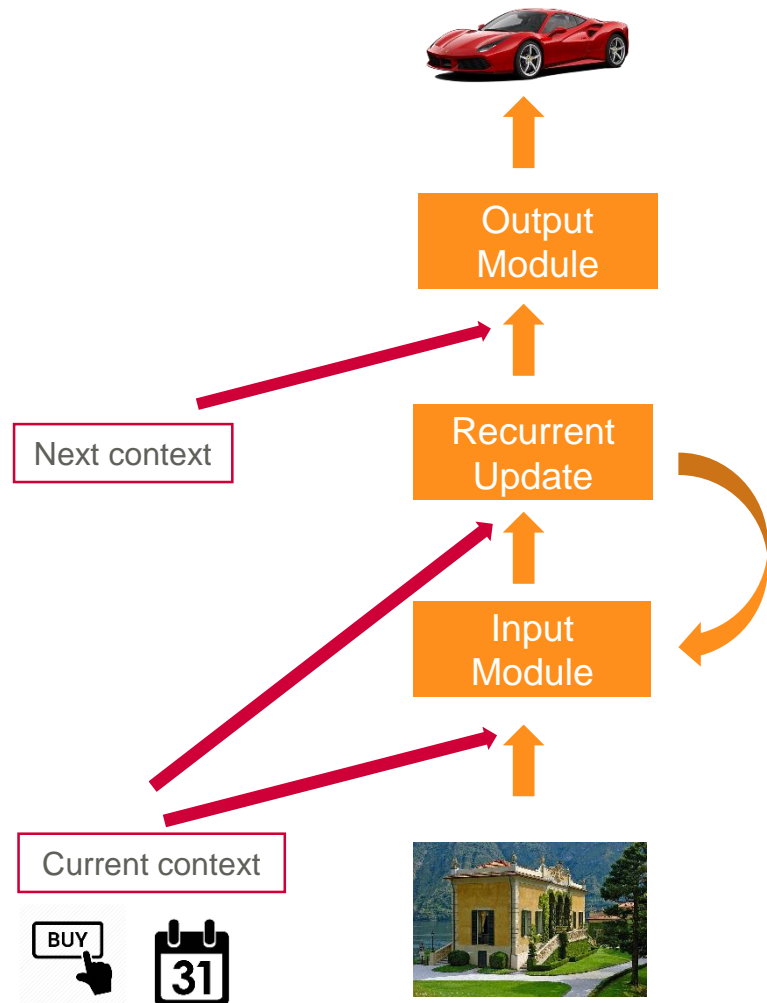 Output
Module
Next context
Recurrent
Update
Input
Module
Current context
BUY
31